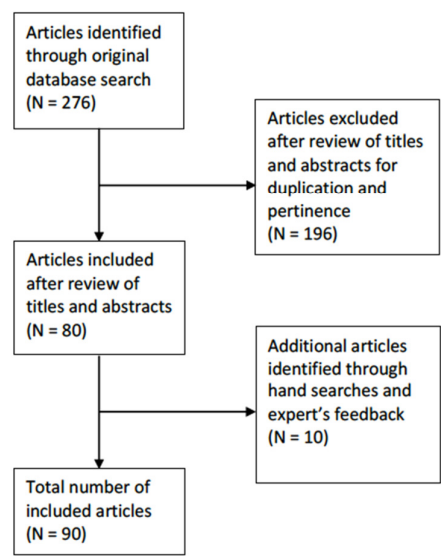 Articles identified
through original
database search
(N = 276)
Articles excluded
after review of titles
and abstracts for
duplication and
pertinence
(N = 196)
Articles included
after review of
titles and abstracts
(N = 80)
Additional articles
identified through
hand searches and
expert's feedback
(N = 10)
Total number of
included articles
(N = 90)